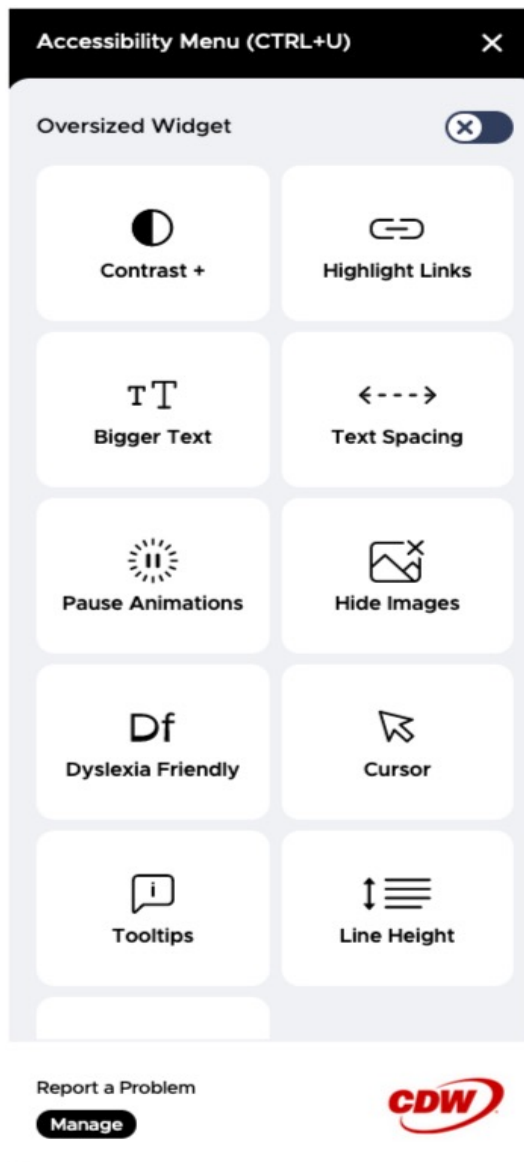 Accessibility Menu (CTRL+U)
Oversized Widget
Contrast +
Highlight Links
TT
Bigger Text
Text Spacing
Pause Animations
Hide Images
Df
Dyslexia Friendly
Cursor
i
Tooltips
Line Height
Report a Problem
Manage
CDW